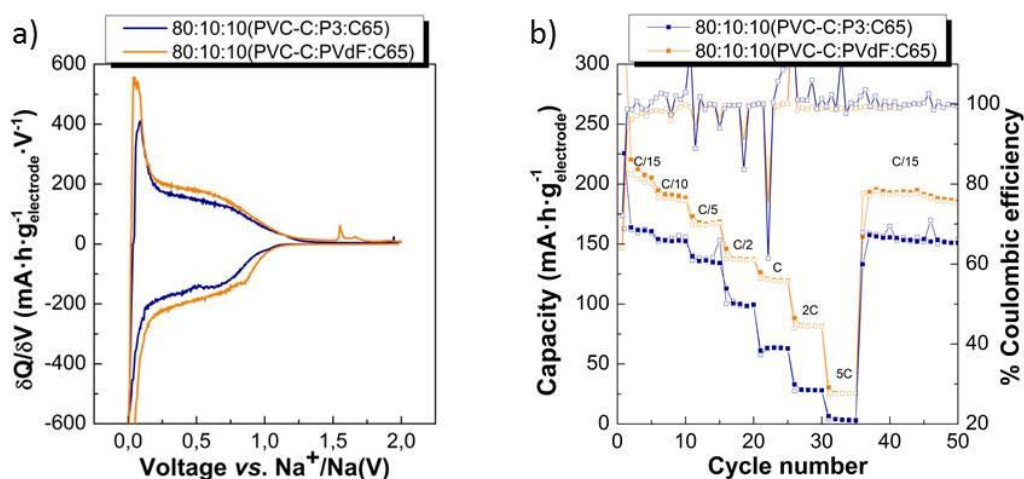 a)
80:10:10(PVC-C:P3:C65)
80:10:10(PVC-C:PVdF:C65)
600
400
200
0
-200
-400
-600
δQ/δV (mA·h·g⁻¹electrode·V⁻¹)
0,0 0,5 1,0 1,5 2,0
Voltage vs. Na⁺/Na(V)
b)
80:10:10(PVC-C:P3:C65)
80:10:10(PVC-C:PVdF:C65)
300
250
200
150
100
50
0
Capacity (mA·h·g⁻¹electrode)
C/15
C/10
C/5
C/2
C
2C
5C
C/15
100
80
60
40
20
% Coulombic efficiency
0 10 20 30 40 50
Cycle number